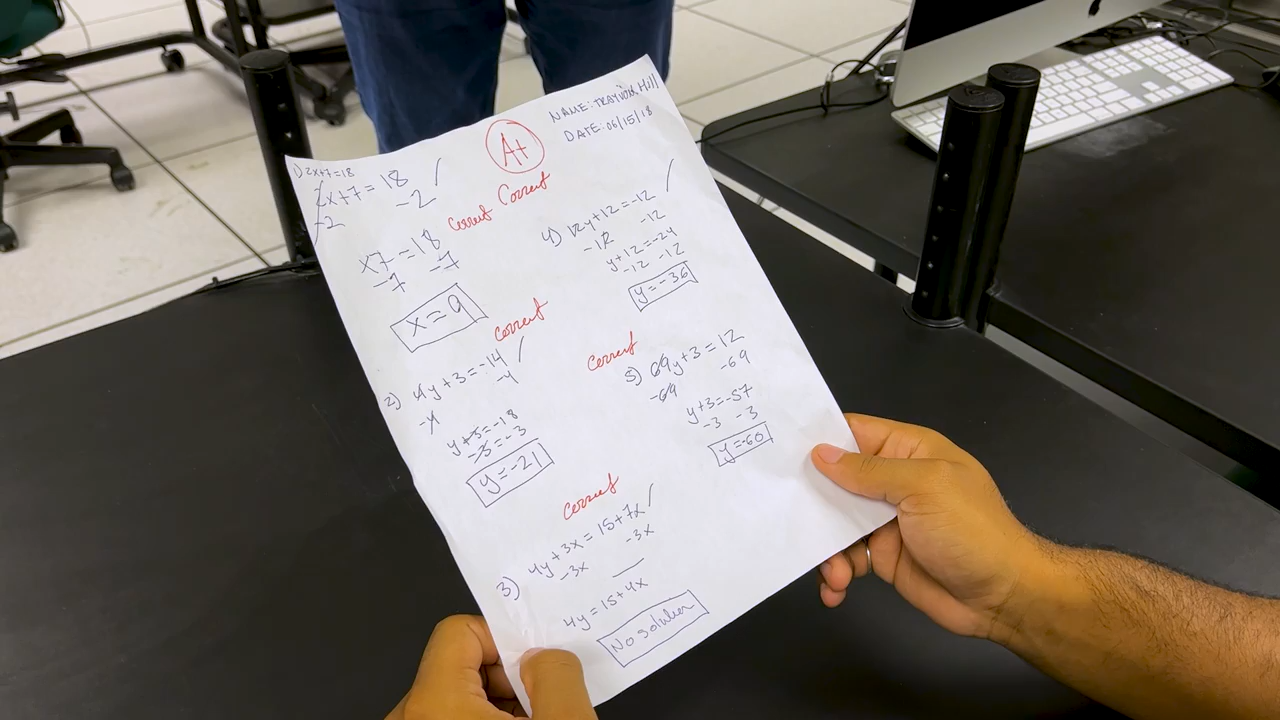 NAME: TRAYVION Hill
DATE: 06/15/18
A+
1) 2x+7=18
2x+7=18
-2 -2
Correct Correct
x7=18
-7 -7
x=9
Correct
2) 4y+3=-14
-4 -4
y+3=-18
-3=-3
y=-21
Correct
3) 4y+3x=15+7x
-3x -3x
4y=15+4x
No solution
4) 12y+12=-12
-12 -12
y+12=-24
-12 -12
y=-36
Correct
5) 69y+3=12
-69 -69
y+3=-57
-3 -3
y=-60